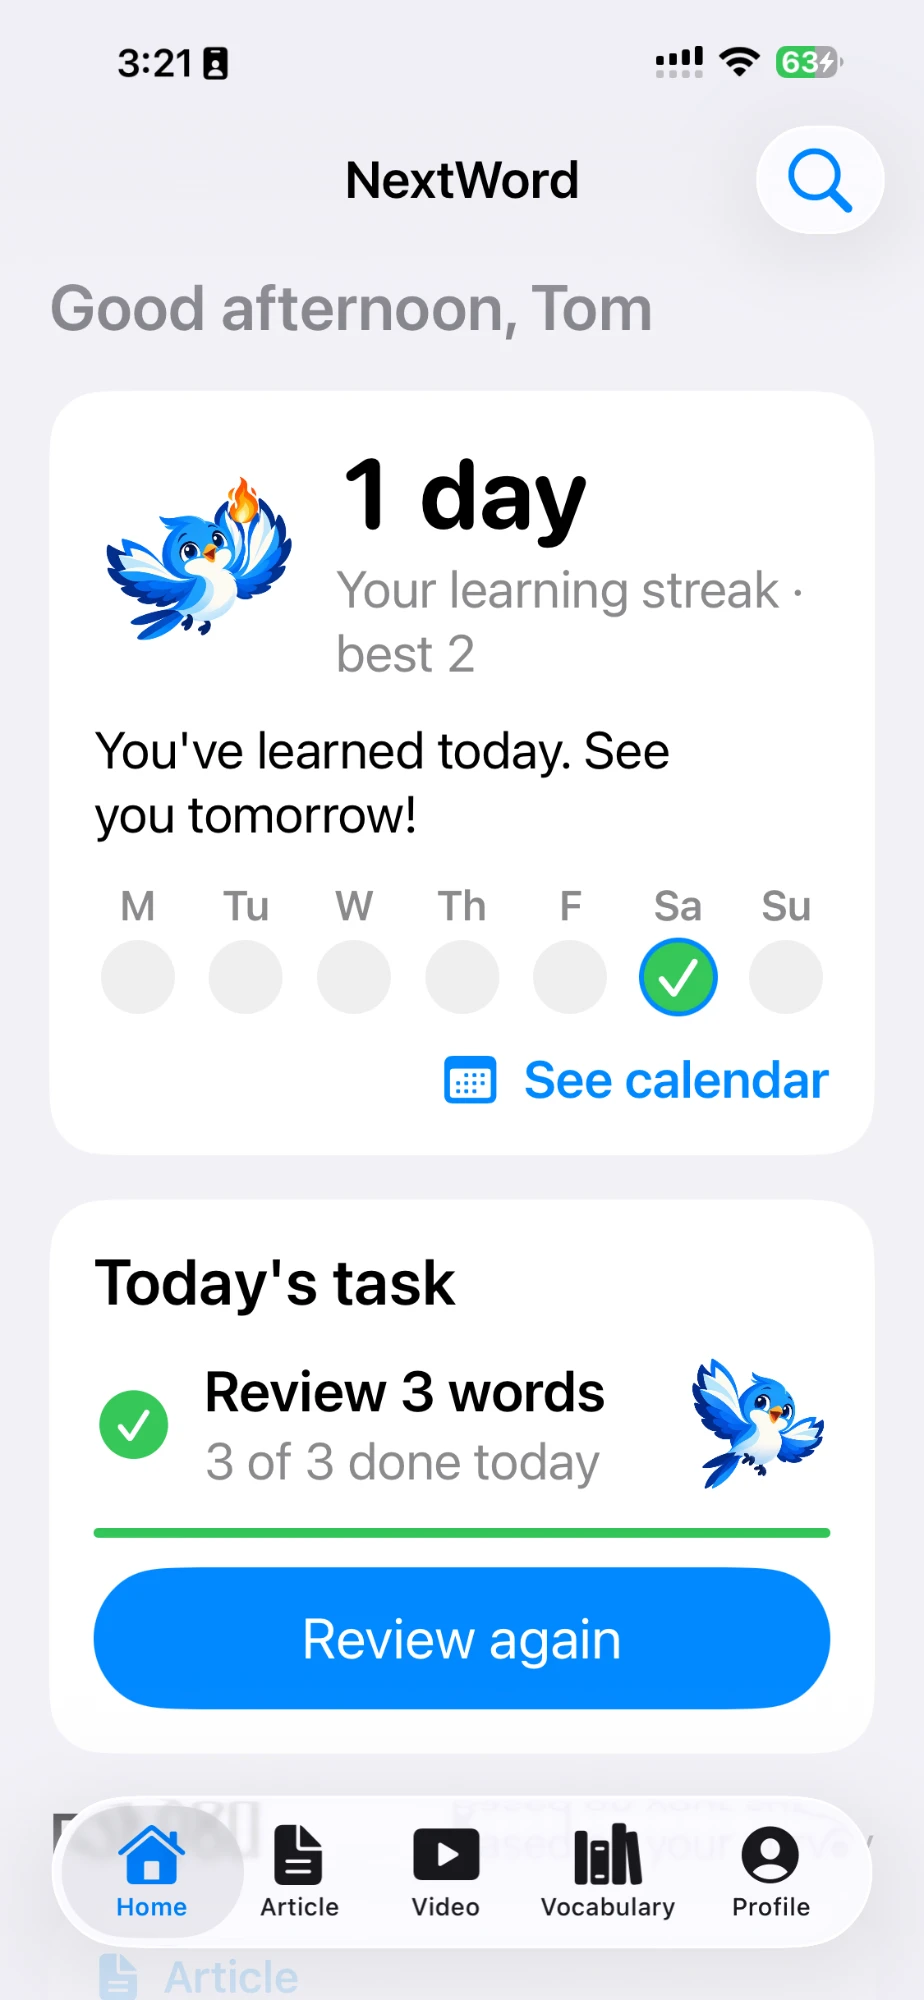 3:21
63
NextWord
Good afternoon, Tom
1 day
Your learning streak ·
best 2
You've learned today. See
you tomorrow!
M Tu W Th F Sa Su
See calendar
Today's task
Review 3 words
3 of 3 done today
Review again
Home Article Video Vocabulary Profile
Article